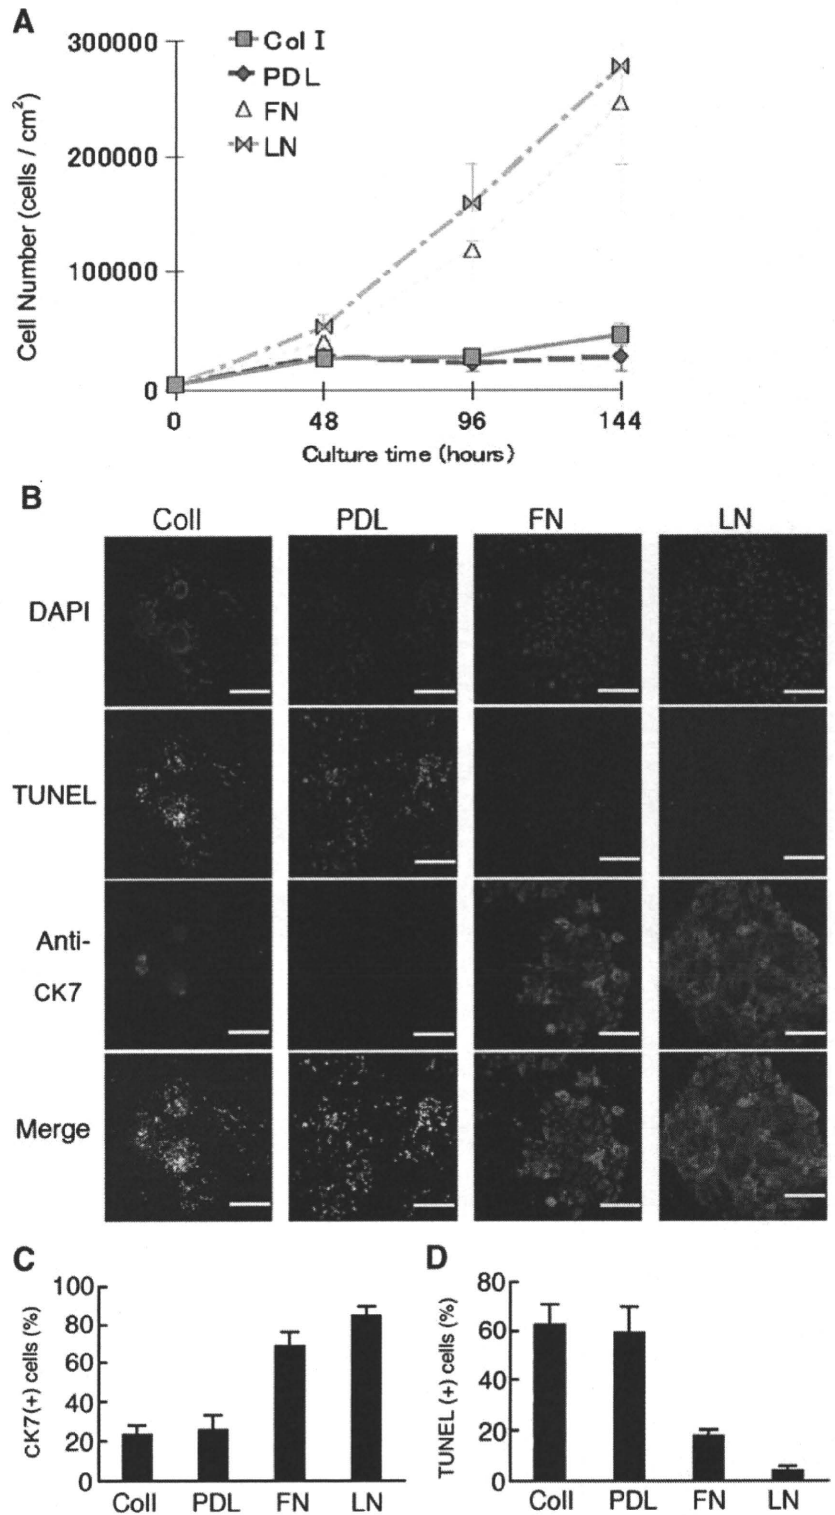 A
300000
200000
100000
0
Cell Number (cells / cm²)
Col I
PDL
FN
LN
0 48 96 144
Culture time (hours)
B
ColI PDL FN LN
DAPI
TUNEL
Anti-
CK7
Merge
C
100
80
60
40
20
0
CK7(+) cells (%)
ColI PDL FN LN
D
80
60
40
20
0
TUNEL (+) cells (%)
ColI PDL FN LN